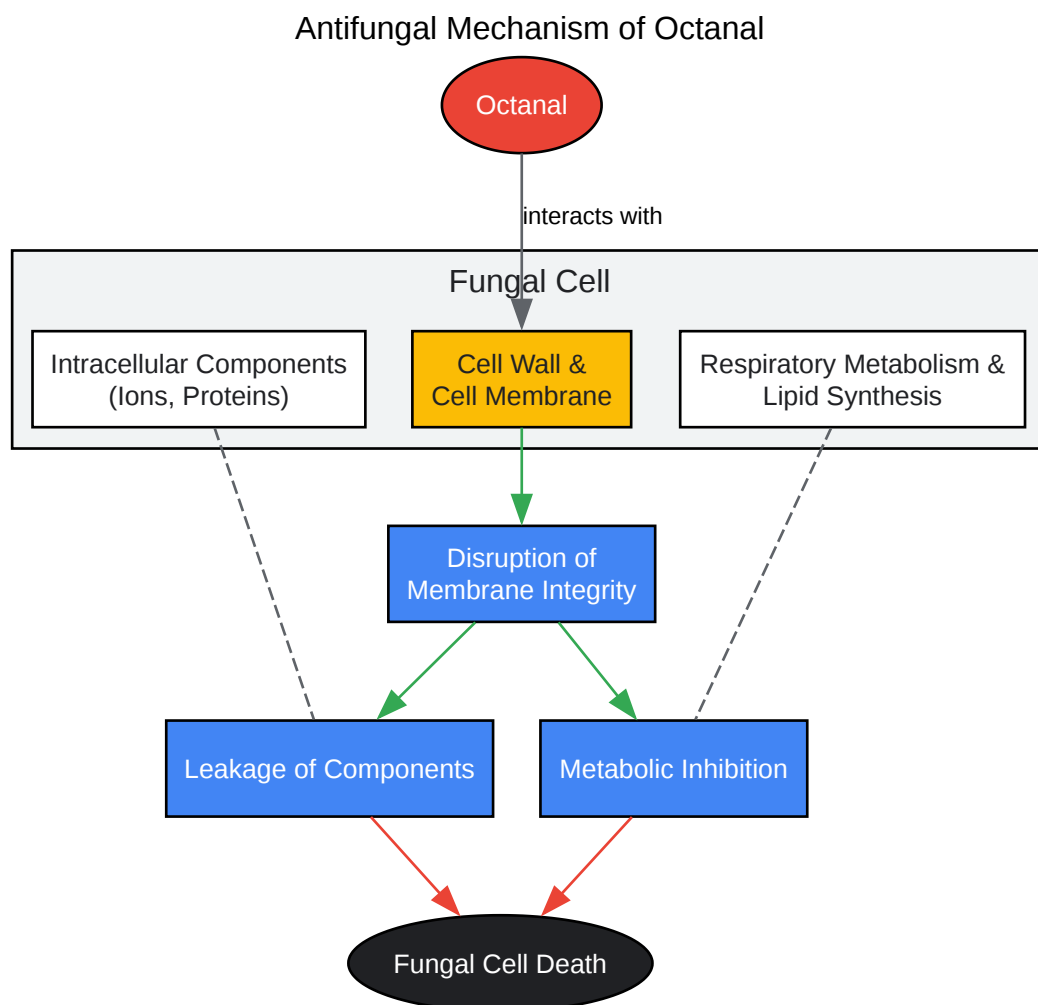 Antifungal Mechanism of Octanal
Octanal
interacts with
Fungal Cell
Intracellular Components
(Ions, Proteins)
Cell Wall &
Cell Membrane
Respiratory Metabolism &
Lipid Synthesis
Disruption of
Membrane Integrity
Leakage of Components
Metabolic Inhibition
Fungal Cell Death